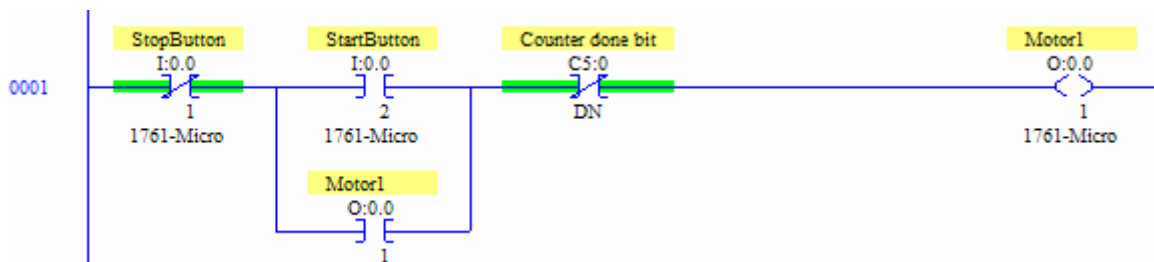 StopButton StartButton Counter done bit Motor1
I:0.0 I:0.0 C5:0 O:0.0
0001
1 2 DN 1
1761-Micro 1761-Micro 1761-Micro
Motor1
O:0.0
1